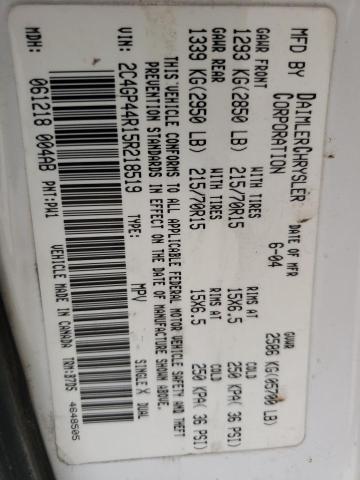 MFD BY DAIMLERCHRYSLER CORPORATION
DATE OF MFR 6-04
GVWR 2586 KG(05700 LB)
GAWR FRONT WITH TIRES RIMS AT COLD
1293 KG(2850 LB) 215/70R15 15X6.5 250 KPA( 36 PSI)
GAWR REAR WITH TIRES RIMS AT COLD
1339 KG(2950 LB) 215/70R15 15X6.5 250 KPA( 36 PSI)
THIS VEHICLE CONFORMS TO ALL APPLICABLE FEDERAL MOTOR VEHICLE SAFETY AND THEFT
PREVENTION STANDARDS IN EFFECT ON THE DATE OF MANUFACTURE SHOWN ABOVE.
VIN: 2C4GP44R15R218519 TYPE: MPV SINGLE X DUAL
MDH: 061218 004AB PNT:PW1
VEHICLE MADE IN CANADA TRM:B7D5 4648505